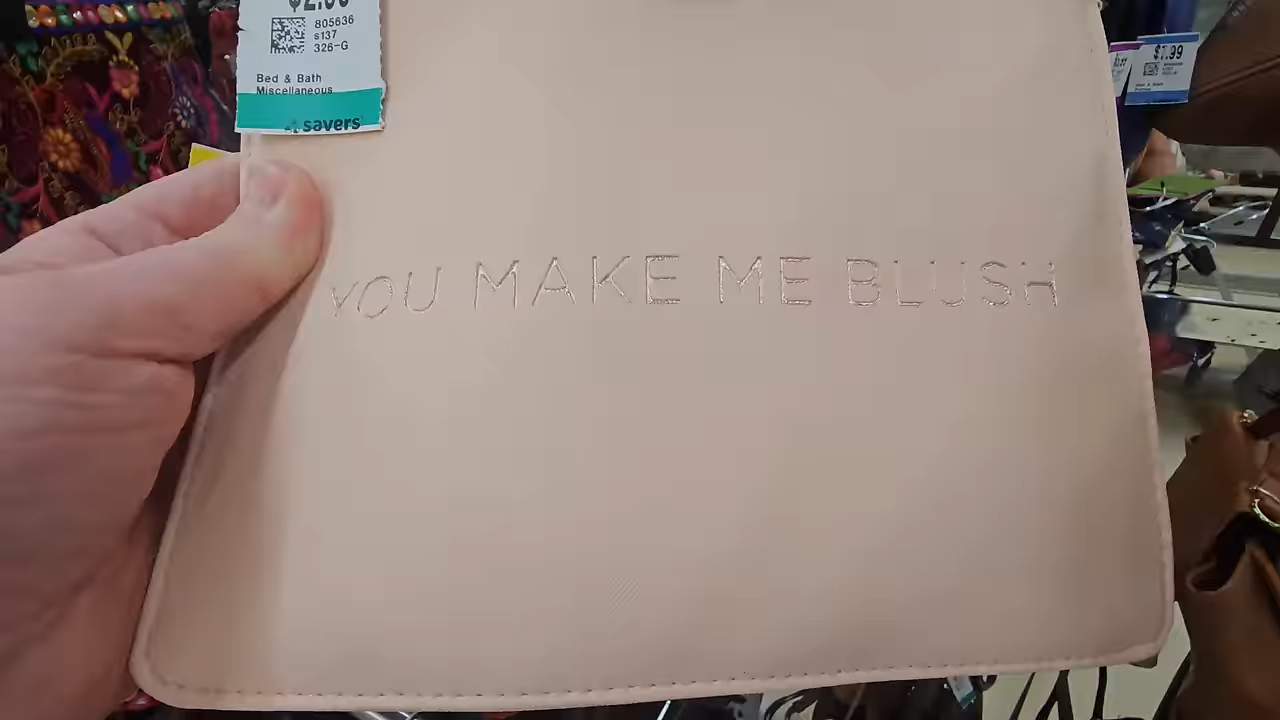 805636
s137
326-G
Bed & Bath
Miscellaneous
savers
YOU MAKE ME BLUSH